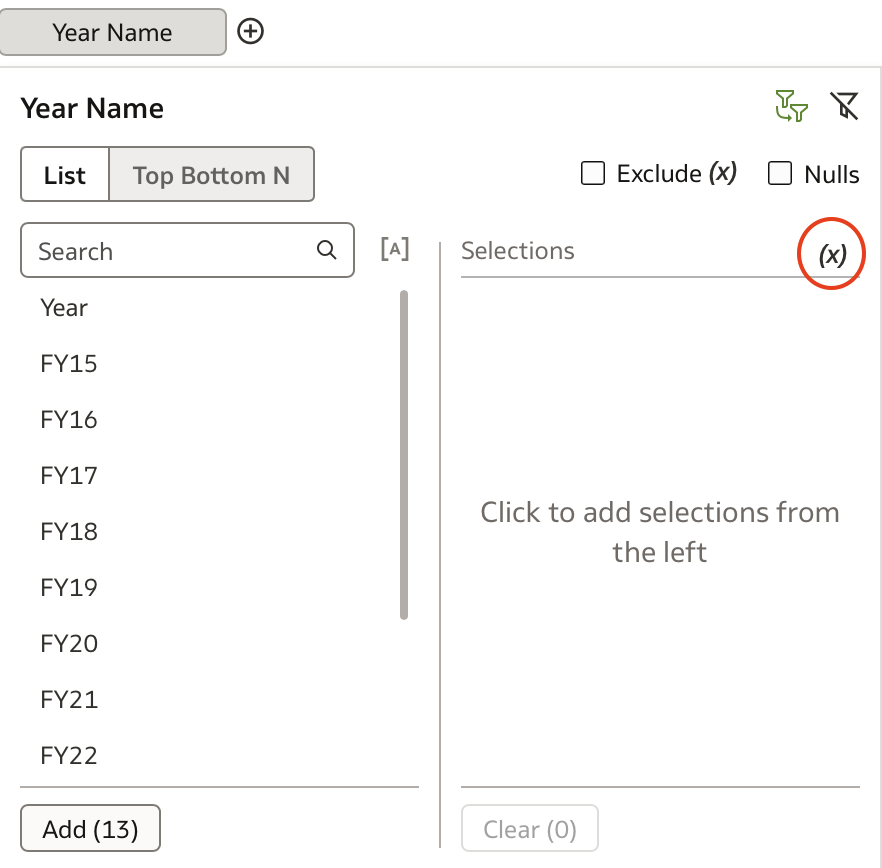 Year Name
Year Name
List Top Bottom N Exclude (x) Nulls
Search [A] Selections (x)
Year
FY15
FY16
FY17
FY18
FY19
FY20
FY21
FY22
Click to add selections from
the left
Add (13) Clear (0)